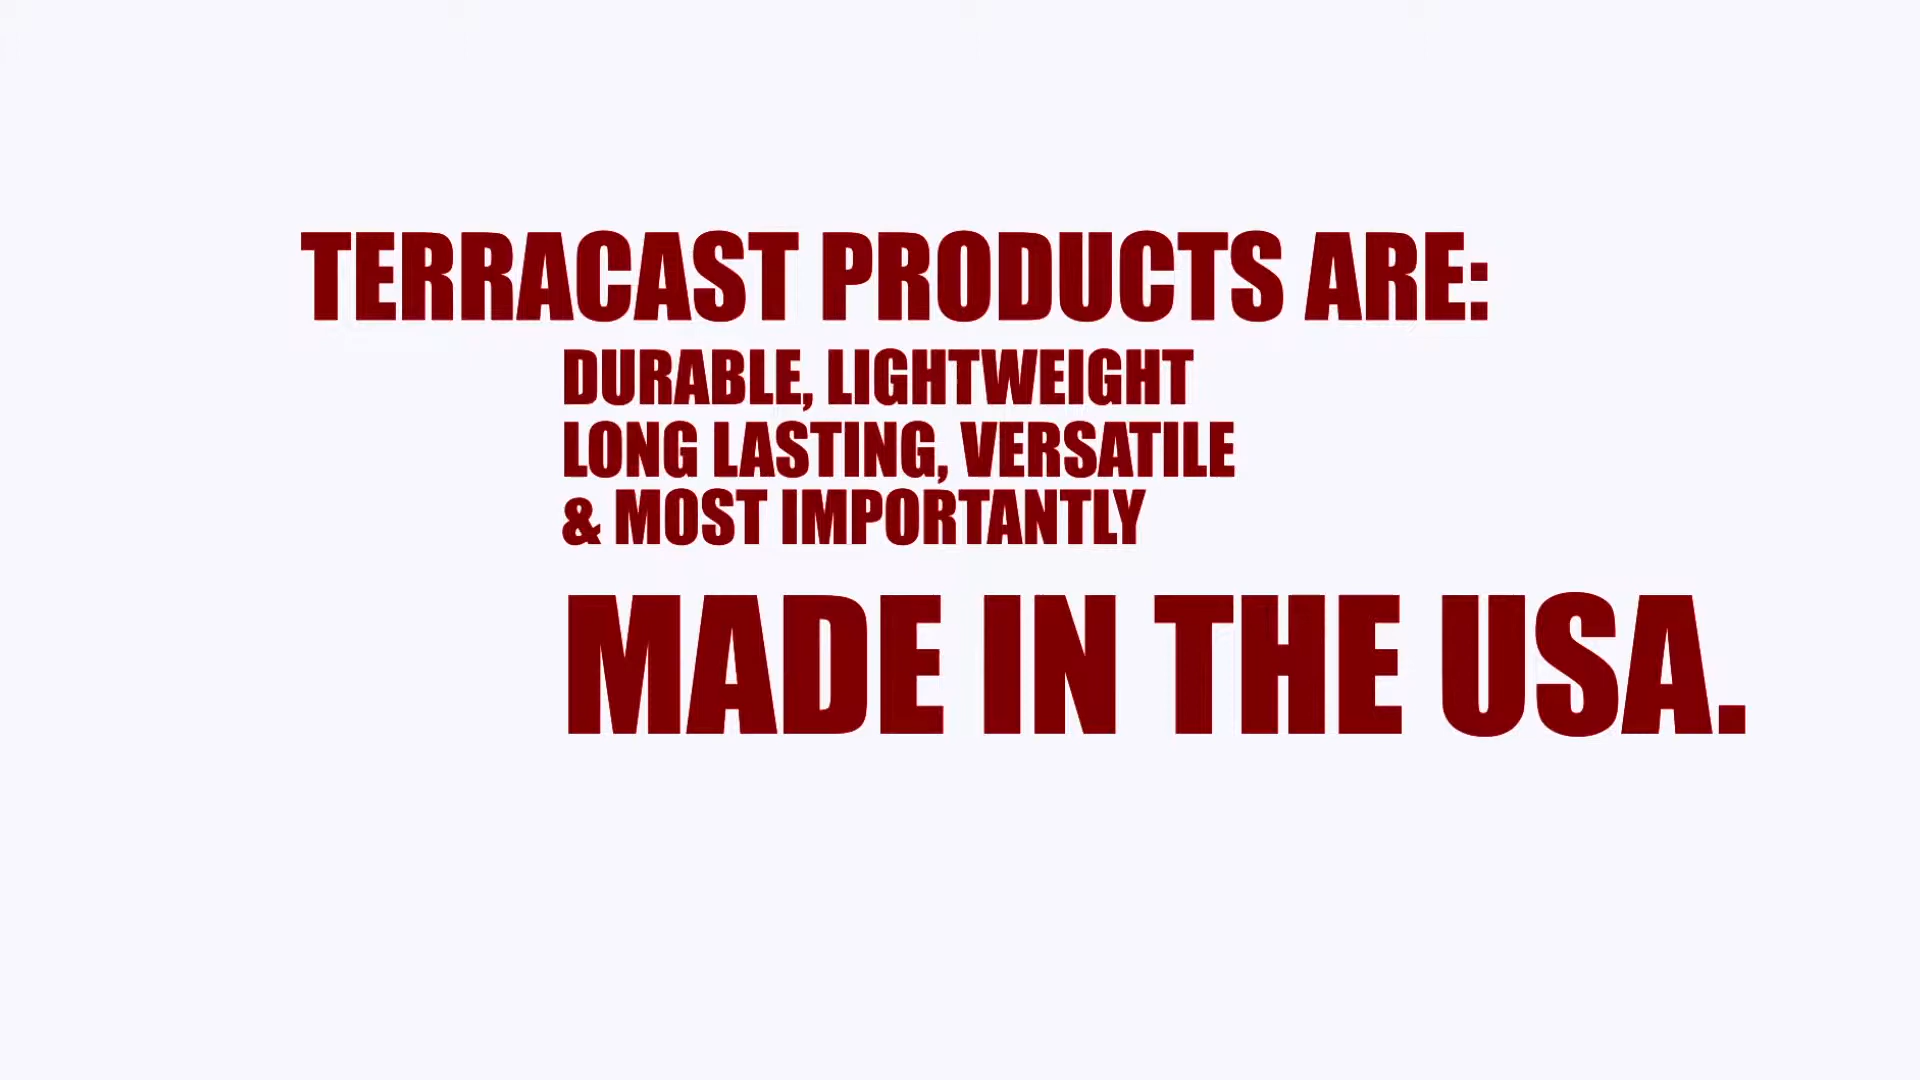 TERRACAST PRODUCTS ARE:
DURABLE, LIGHTWEIGHT
LONG LASTING, VERSATILE
& MOST IMPORTANTLY
MADE IN THE USA.